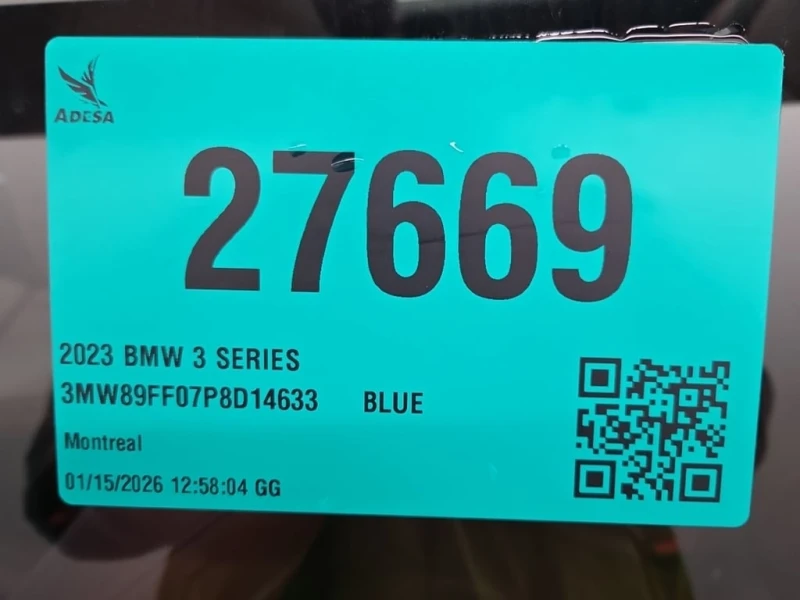 ADESA
27669
2023 BMW 3 SERIES
3MW89FF07P8D14633 BLUE
Montreal
01/15/2026 12:58:04 GG